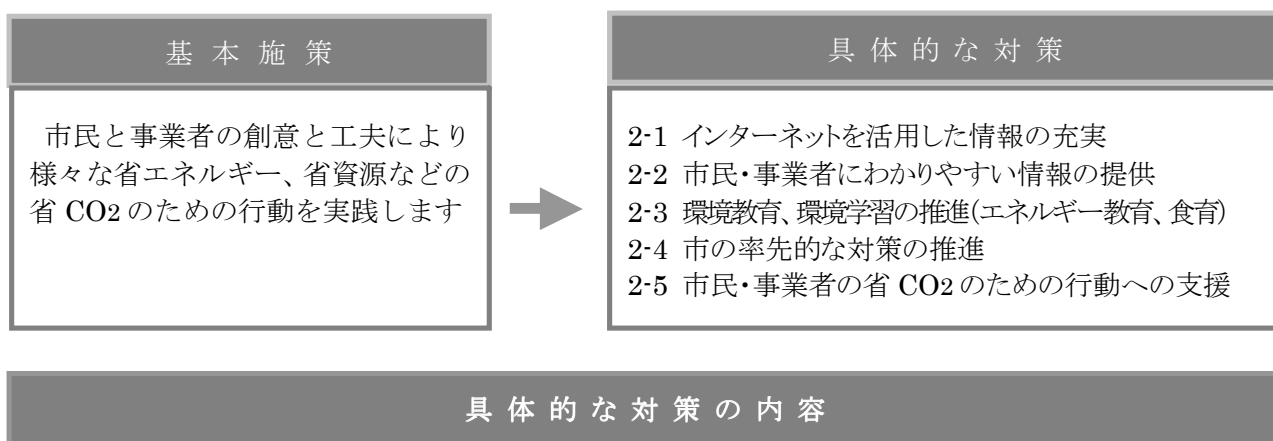 基本施策
市民と事業者の創意と工夫により
様々な省エネルギー、省資源などの
省 CO2 のための行動を実践します
具体的な対策
2-1 インターネットを活用した情報の充実
2-2 市民・事業者にわかりやすい情報の提供
2-3 環境教育、環境学習の推進(エネルギー教育、食育)
2-4 市の率先的な対策の推進
2-5 市民・事業者の省 CO2 のための行動への支援
具体的な対策の内容